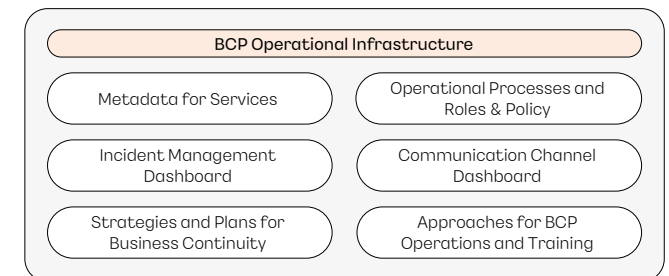 BCP Operational Infrastructure
Metadata for Services
Operational Processes and
Roles & Policy
Incident Management
Dashboard
Communication Channel
Dashboard
Strategies and Plans for
Business Continuity
Approaches for BCP
Operations and Training